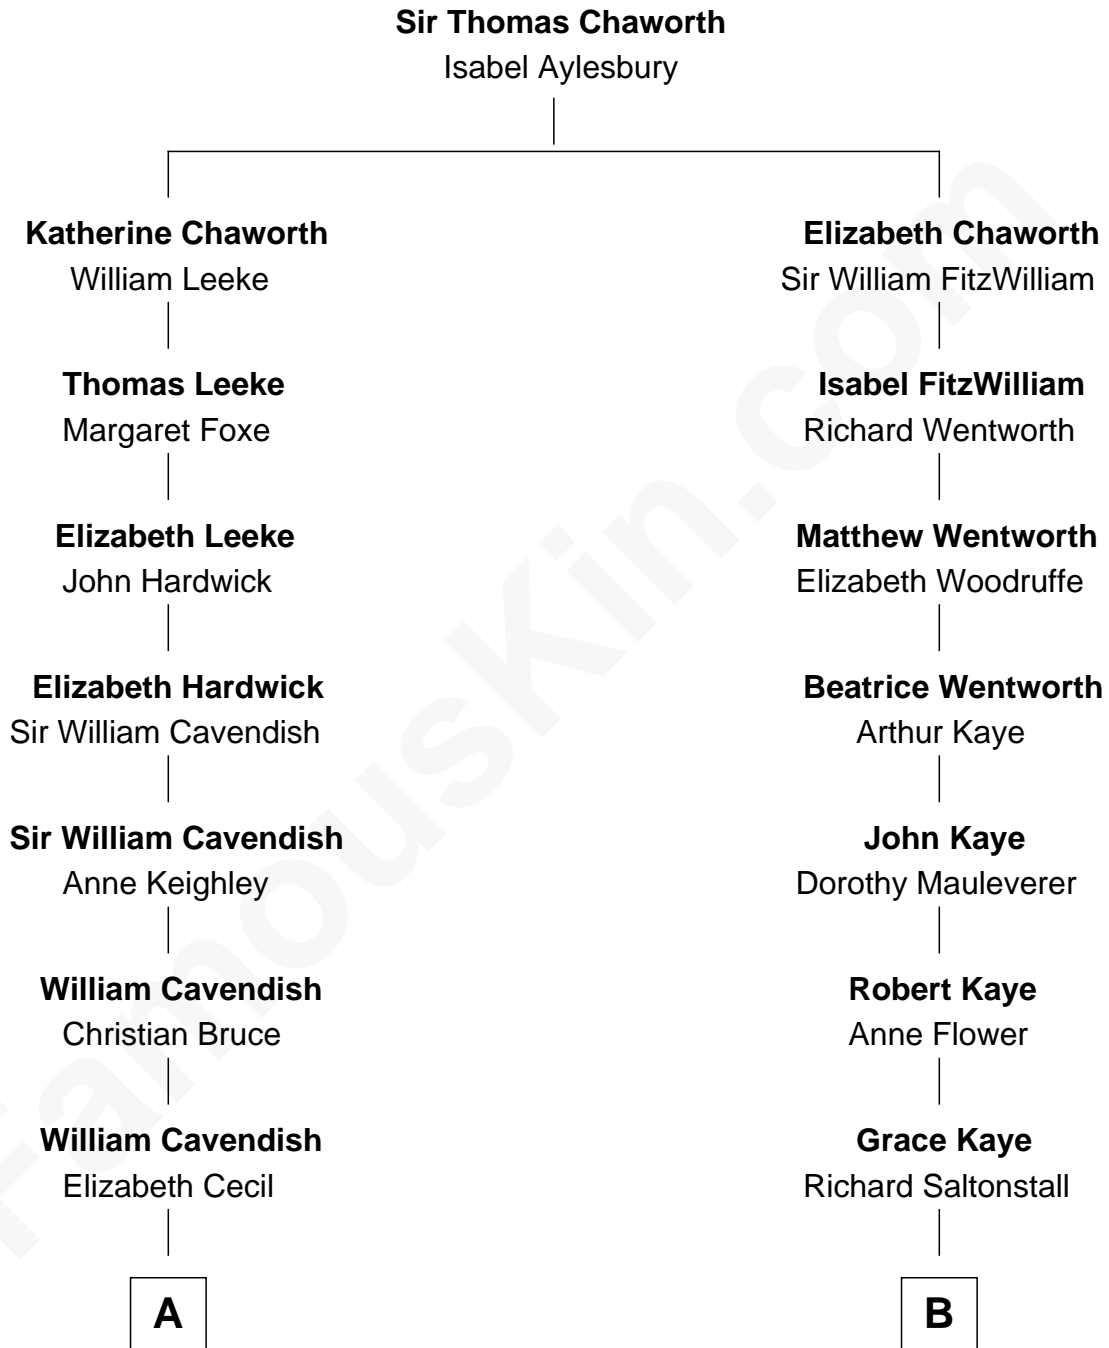 Sir Thomas Chaworth
Isabel Aylesbury
Katherine Chaworth
William Leeke
Elizabeth Chaworth
Sir William FitzWilliam
Thomas Leeke
Margaret Foxe
Isabel FitzWilliam
Richard Wentworth
Elizabeth Leeke
John Hardwick
Matthew Wentworth
Elizabeth Woodruffe
Elizabeth Hardwick
Sir William Cavendish
Beatrice Wentworth
Arthur Kaye
Sir William Cavendish
Anne Keighley
John Kaye
Dorothy Mauleverer
William Cavendish
Christian Bruce
Robert Kaye
Anne Flower
William Cavendish
Elizabeth Cecil
Grace Kaye
Richard Saltonstall
A
B
FamousKin.com